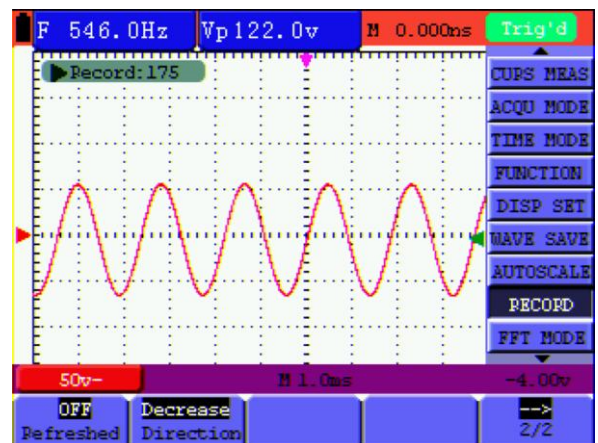 F 546.0Hz
Vp122.0v
M 0.000ns
Trig'd
Record:175
CUPS MEAS
ACQU MODE
TIME MODE
FUNCTION
DISP SET
WAVE SAVE
AUTOSCALE
RECORD
FFT MODE
50v-
M 1.0ms
-4.00v
OFF
Refreshed
Decrease
Direction
-->
2/2